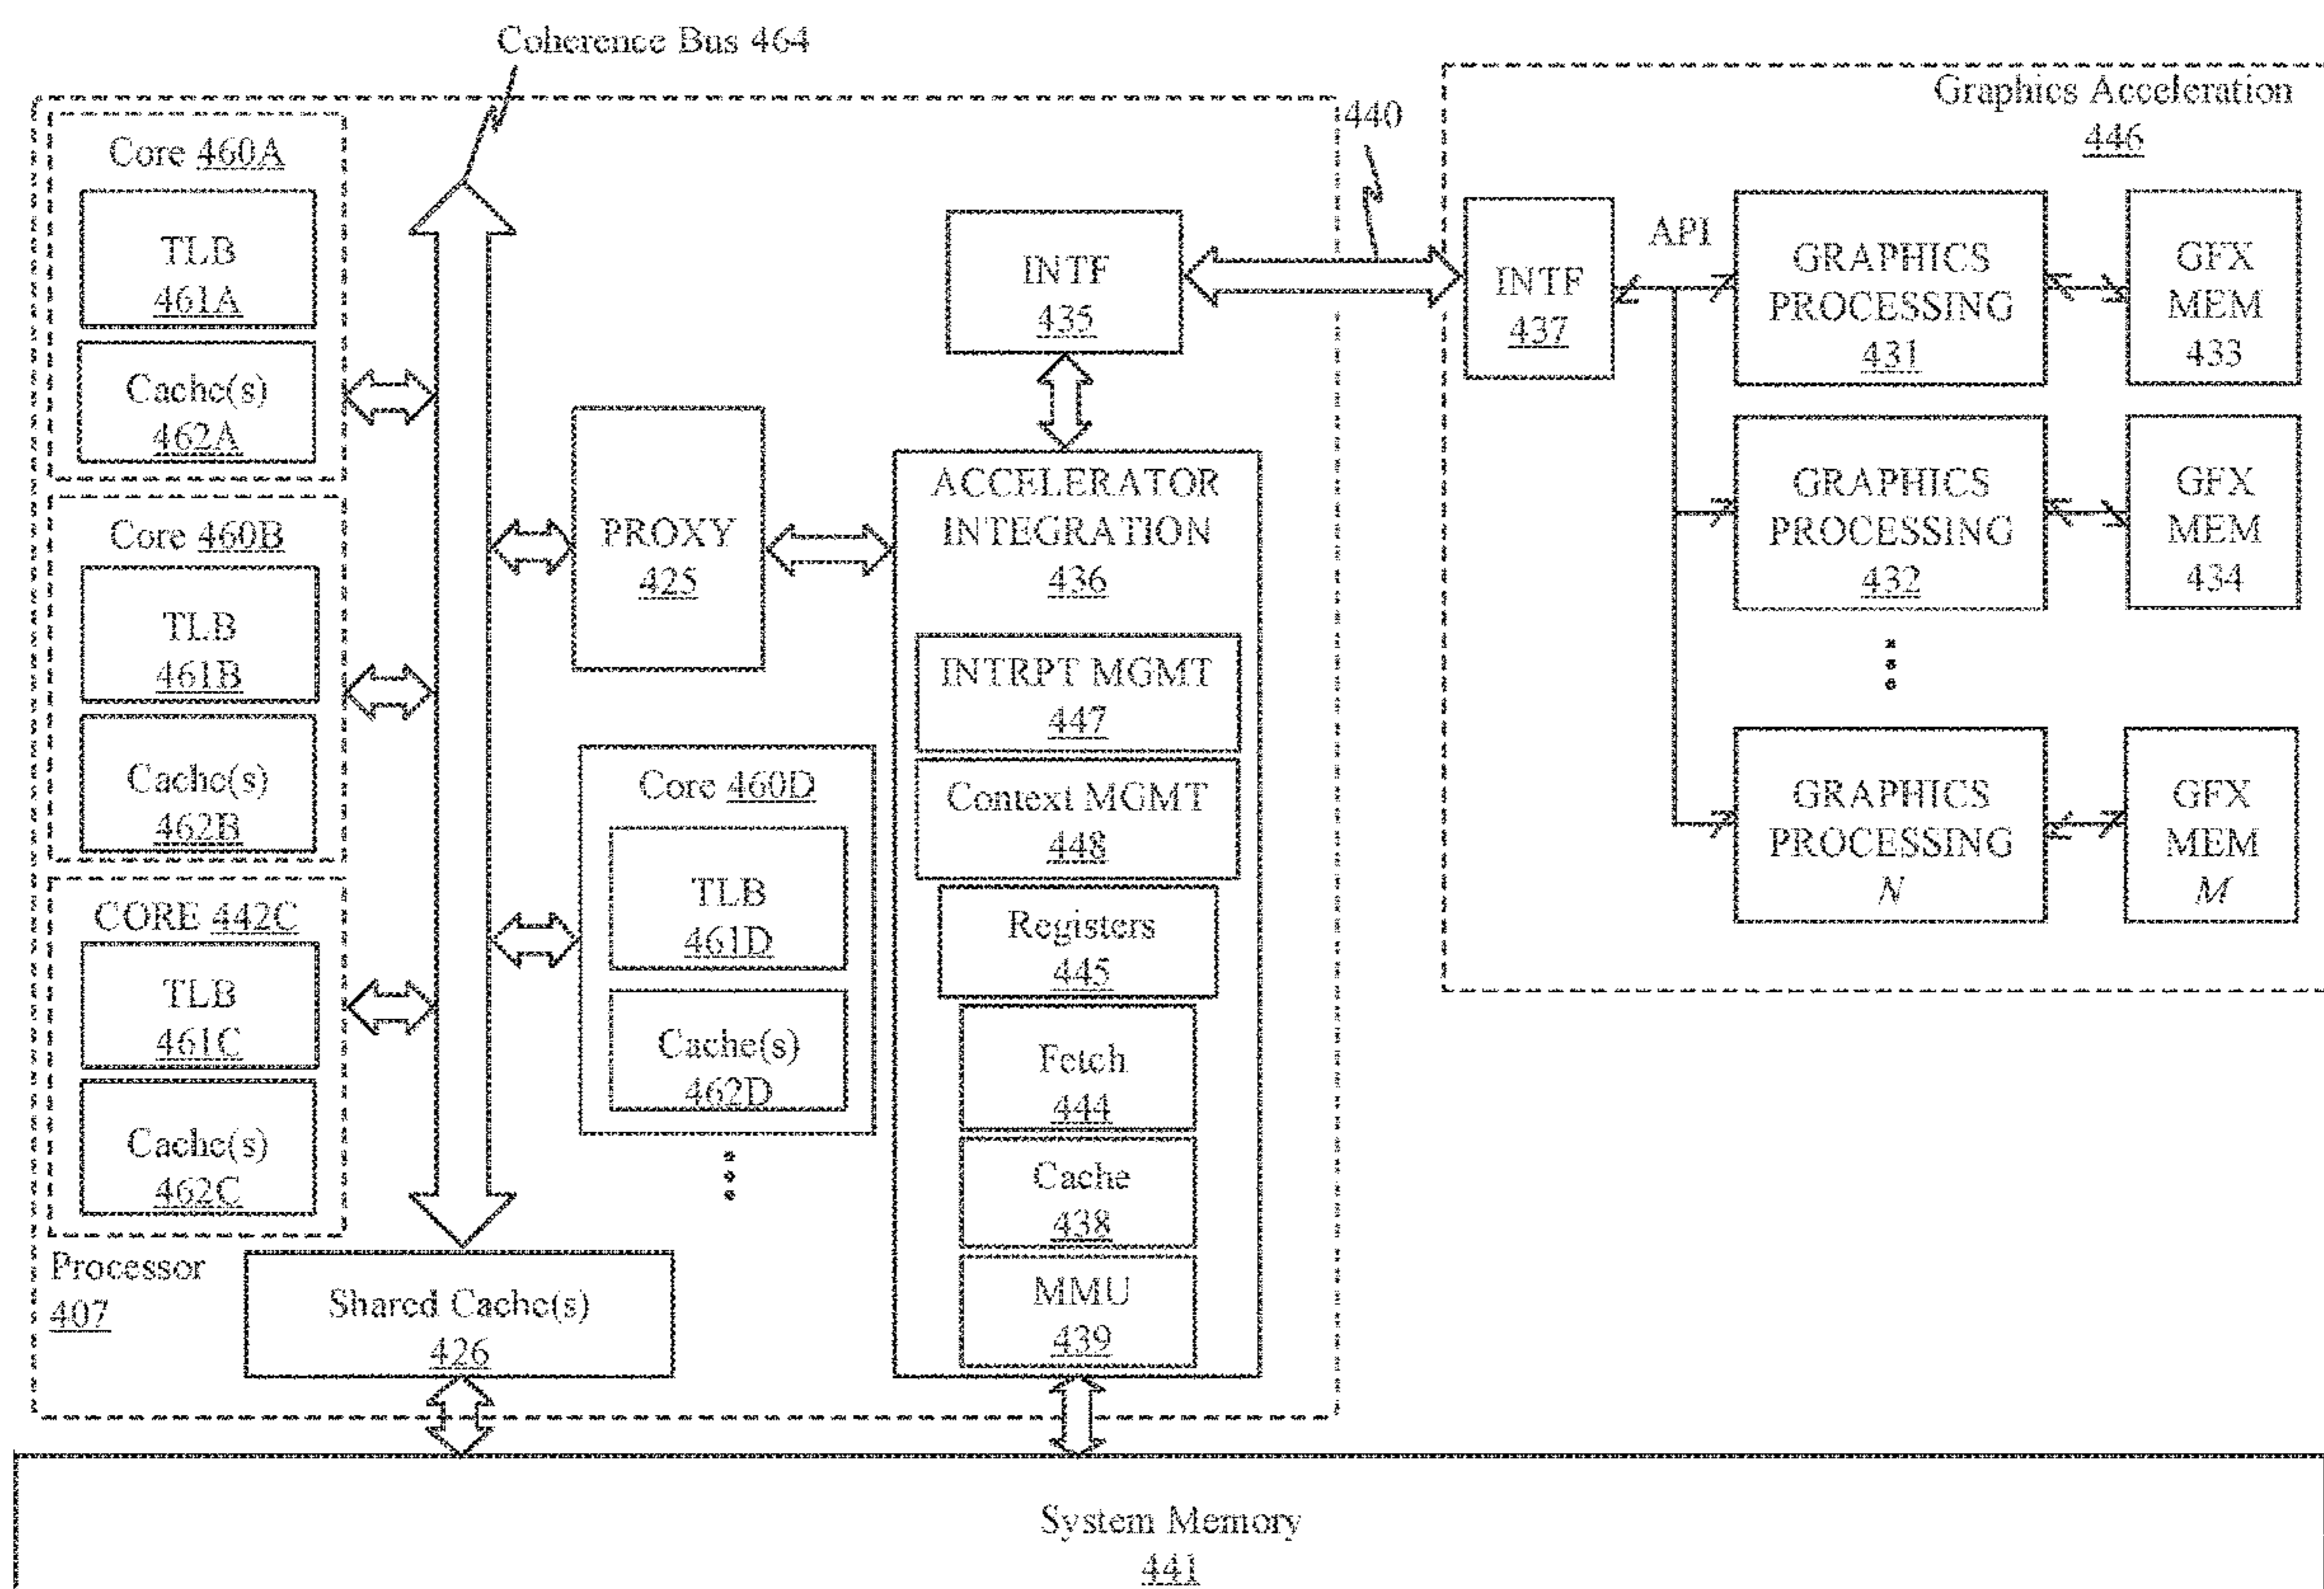 Coherence Bus 464
Core 460A
TLB
461A
Cache(s)
462A
Core 460B
TLB
461B
Cache(s)
462B
CORE 442C
TLB
461C
Cache(s)
462C
Processor
407
Shared Cache(s)
426
PROXY
425
Core 460D
TLB
461D
Cache(s)
462D
INTF
435
ACCELERATOR
INTEGRATION
436
INTRPT MGMT
447
Context MGMT
448
Registers
445
Fetch
444
Cache
438
MMU
439
440
Graphics Acceleration
446
INTF
437
API
GRAPHICS
PROCESSING
431
GFX
MEM
433
GRAPHICS
PROCESSING
432
GFX
MEM
434
GRAPHICS
PROCESSING
N
GFX
MEM
M
System Memory
441